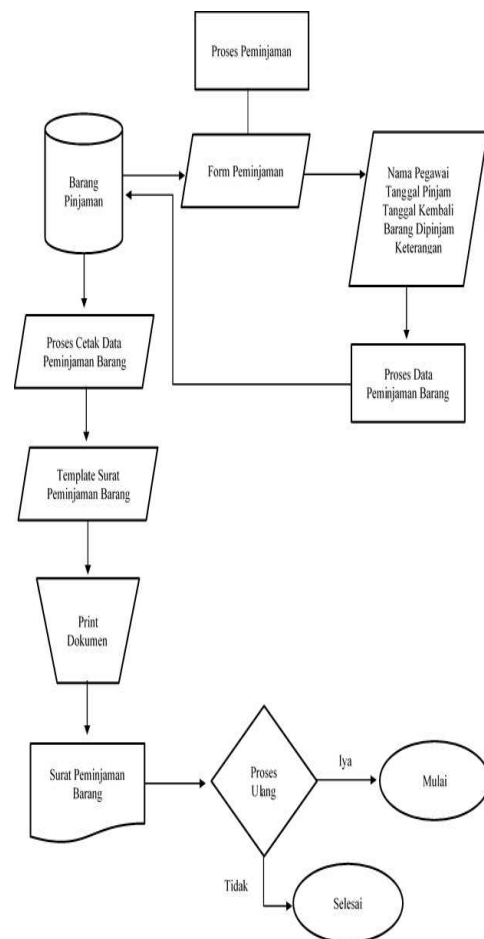 Proses Peminjaman
Barang
Pinjaman
Form Peminjaman
Nama Pegawai
Tanggal Pinjam
Tanggal Kembali
Barang Dipinjam
Keterangan
Proses Cetak Data
Peminjaman Barang
Proses Data
Peminjaman Barang
Template Surat
Peminjaman Barang
Print
Dokumen
Surat Peminjaman
Barang
Proses
Ulang
Iya
Mulai
Tidak
Selesai